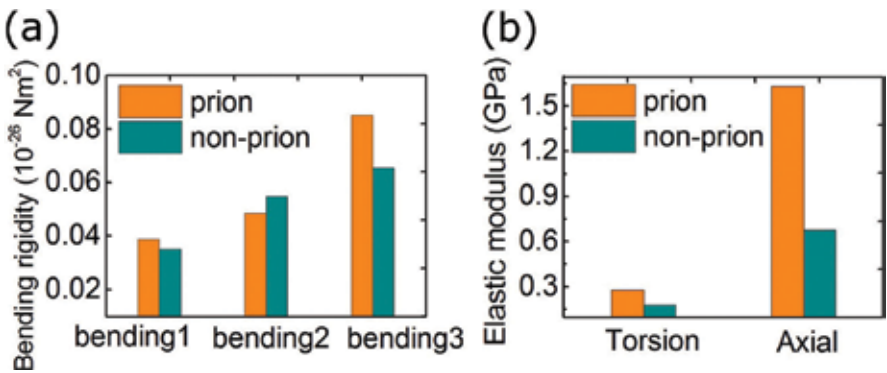 (a)
Bending rigidity (10⁻²⁶ Nm²)
0.10
0.08
0.06
0.04
0.02
prion
non-prion
bending1
bending2
bending3
(b)
Elastic modulus (GPa)
1.5
1.2
0.9
0.6
0.3
prion
non-prion
Torsion
Axial